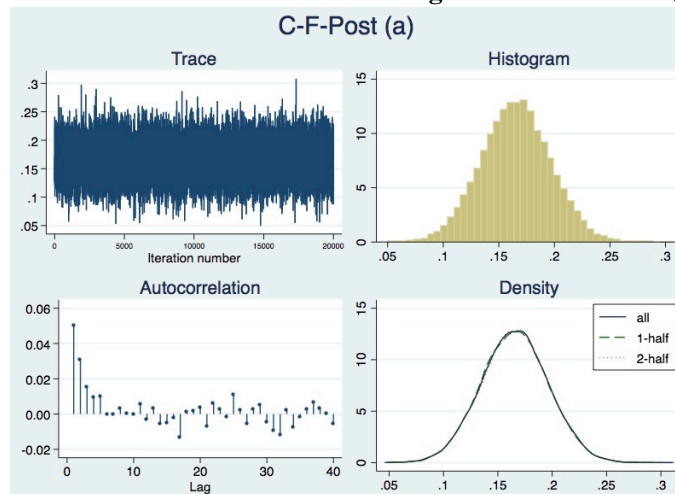 C-F-Post (a)
Trace
.3
.25
.2
.15
.1
.05
0 5000 10000 15000 20000
Iteration number
Histogram
15
10
5
0
.05 .1 .15 .2 .25 .3
Autocorrelation
0.06
0.04
0.02
0.00
-0.02
0 10 20 30 40
Lag
Density
all
1-half
2-half
15
10
5
0
.05 .1 .15 .2 .25 .3